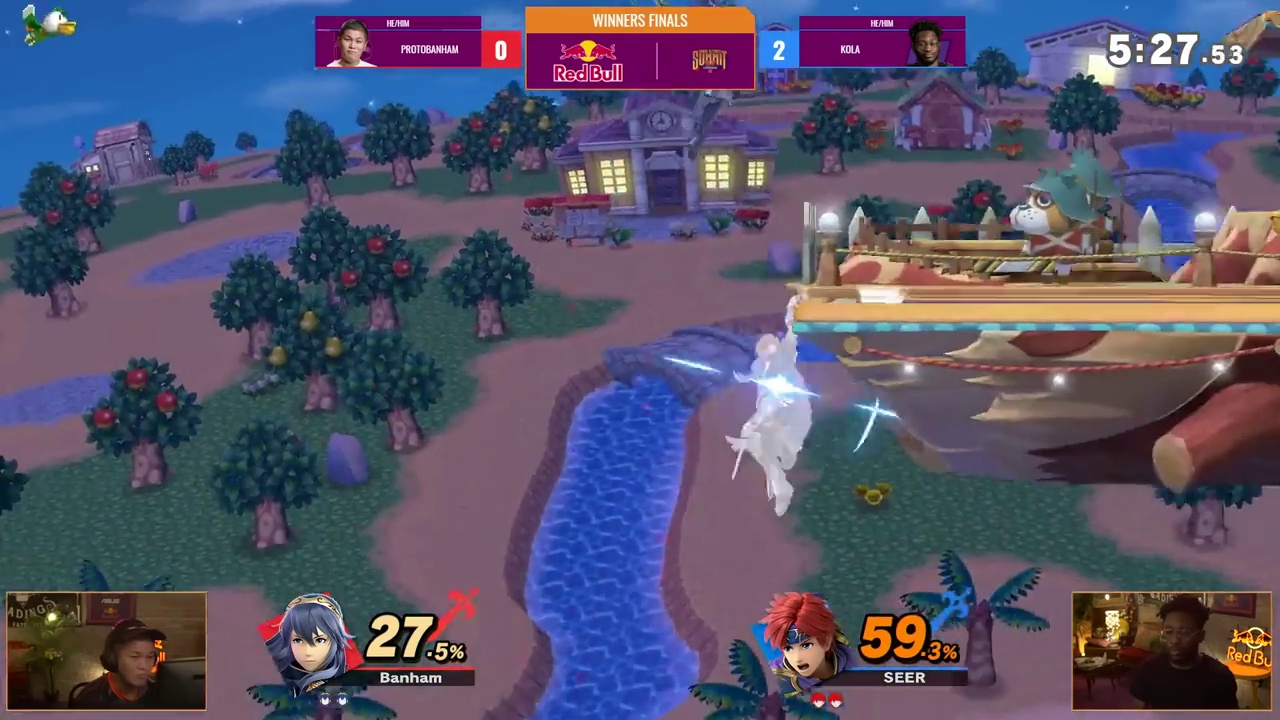 HE/HIM
PROTOBANHAM
0
WINNERS FINALS
Red Bull
SUMMIT
2
HE/HIM
KOLA
5:27.53
27.5%
Banham
59.3%
SEER